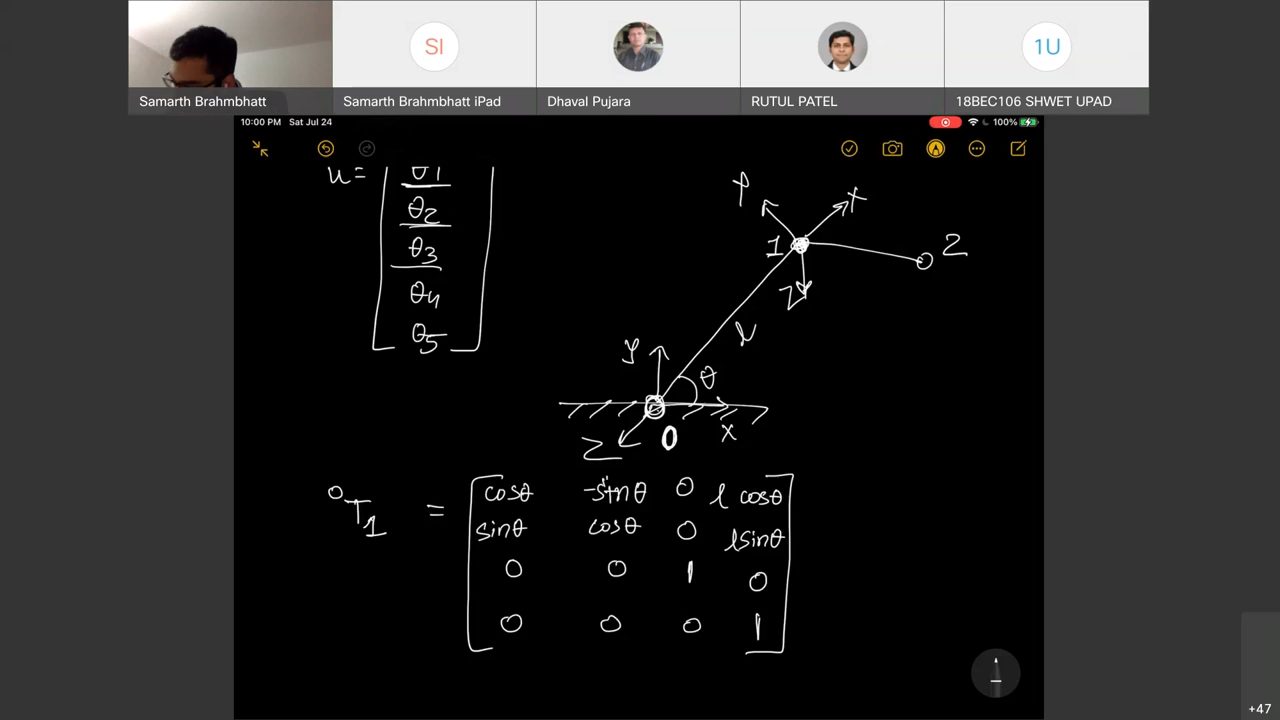 SI
1U
Samarth Brahmbhatt
Samarth Brahmbhatt iPad
Dhaval Pujara
RUTUL PATEL
18BEC106 SHWET UPAD
10:00 PM Sat Jul 24
100%
u =
θ1
θ2
θ3
θ4
θ5
x
1
2
z
l
y
θ
x
z
0
⁰T₁ =
cosθ -sinθ 0 l cosθ
sinθ cosθ 0 lsinθ
0 0 1 0
0 0 0 1
+47